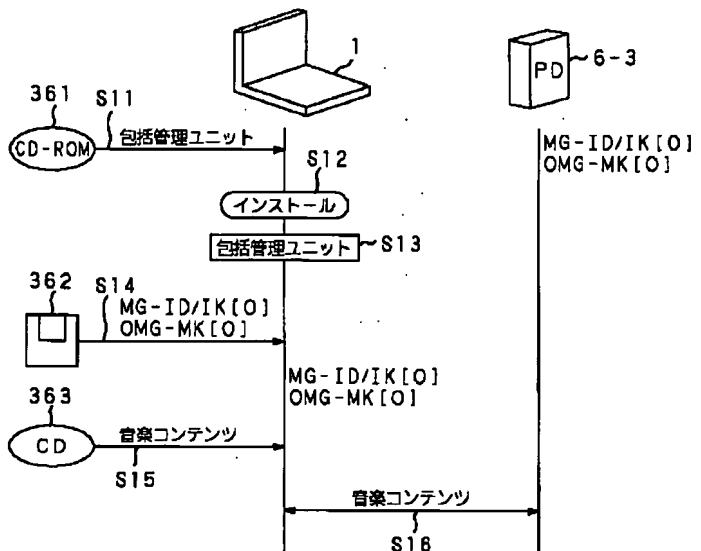 1
PD
6-3
361
S11
CD-ROM
包括管理ユニット
MG-ID/IK[O]
OMG-MK[O]
S12
インストール
包括管理ユニット
S13
362
S14
MG-ID/IK[O]
OMG-MK[O]
MG-ID/IK[O]
OMG-MK[O]
363
CD
音楽コンテンツ
S15
音楽コンテンツ
S16